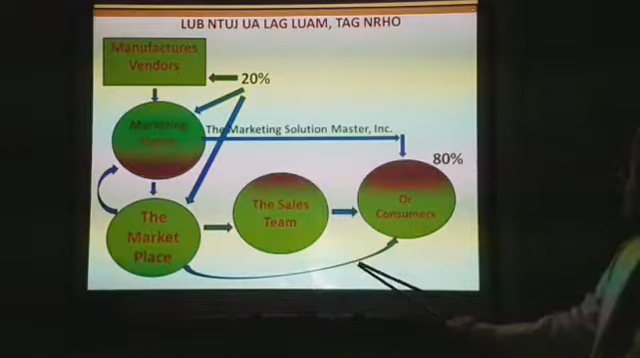 LUB NTUJ UA LAG LUAM, TAG NRHO
Manufactures
Vendors
20%
Marketing
The Marketing Solution Master, Inc.
80%
The
Market
Place
The Sales
Team
Or
Consumers